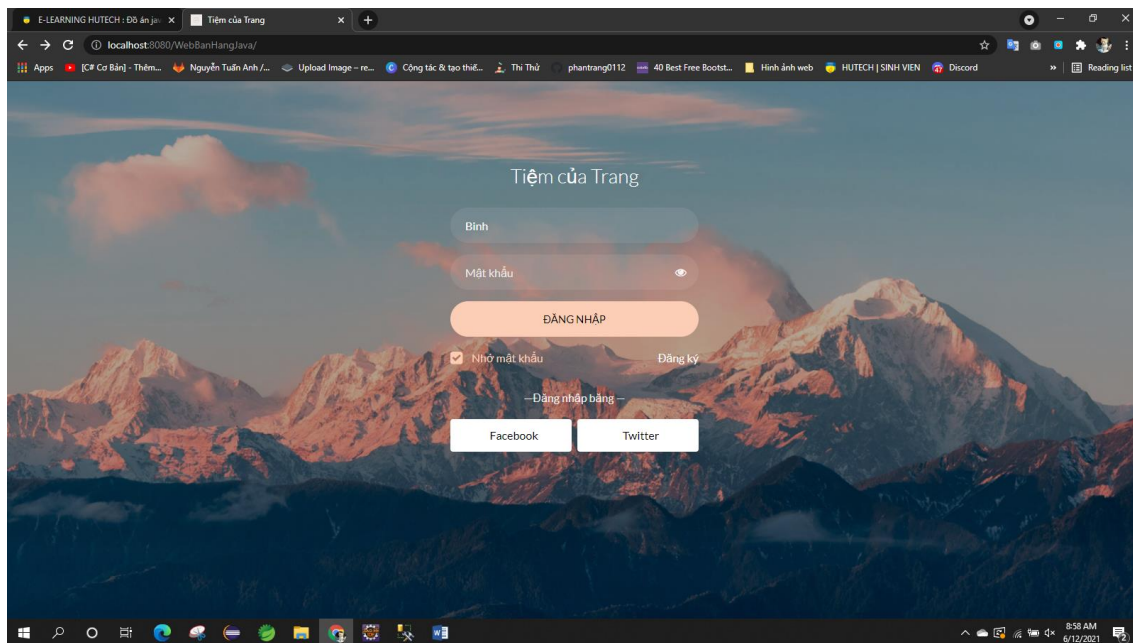 E-LEARNING HUTECH : Đồ án jav
Tiệm của Trang
localhost:8080/WebBanHangJava/
Apps
[C# Cơ Bản] - Thêm...
Nguyễn Tuấn Anh /...
Upload Image – re...
Cộng tác & tạo thiế...
Thi Thử
phantrang0112
40 Best Free Bootst...
Hình ảnh web
HUTECH | SINH VIEN
Discord
»
Reading list
Tiệm của Trang
Bình
Mật khẩu
ĐĂNG NHẬP
Nhớ mật khẩu
Đăng ký
—Đăng nhập bằng —
Facebook
Twitter
8:58 AM
6/12/2021